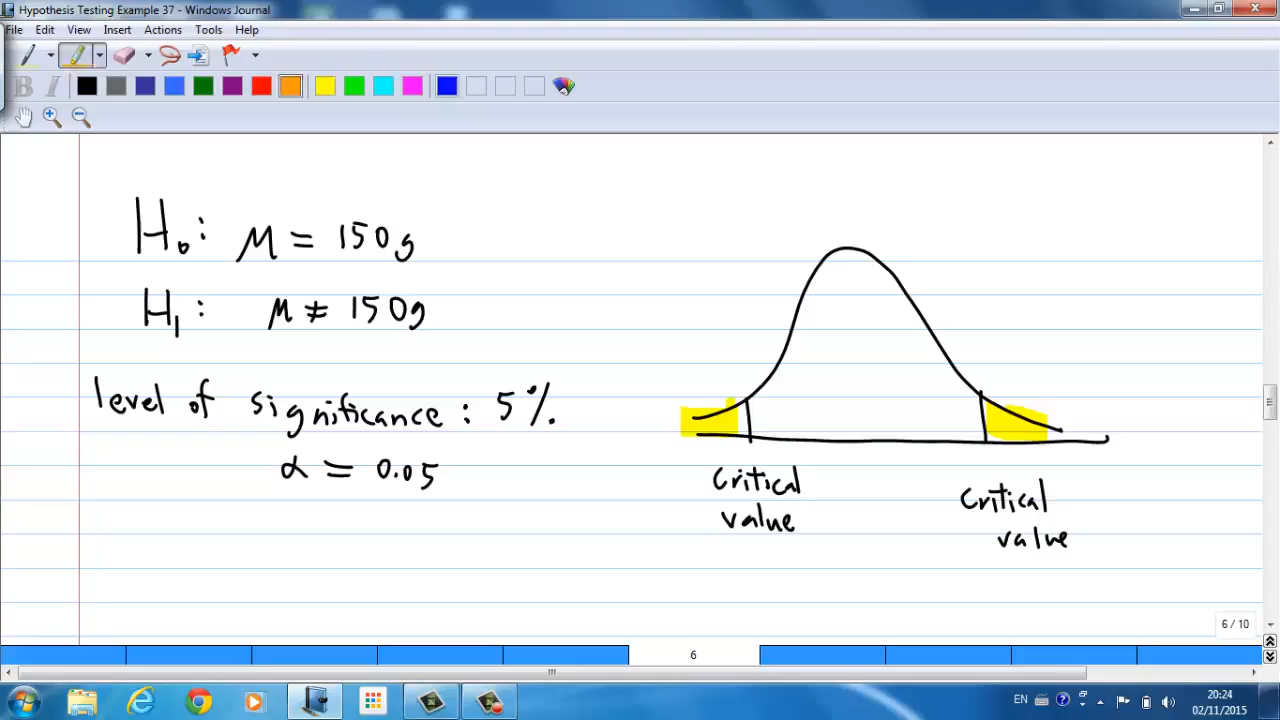 Hypothesis Testing Example 37 - Windows Journal
File Edit View Insert Actions Tools Help
B I
H₀: μ = 150g
H₁: μ ≠ 150g
level of significance: 5%.
α = 0.05
Critical
value
Critical
value
6 / 10
6
EN
20:24
02/11/2015